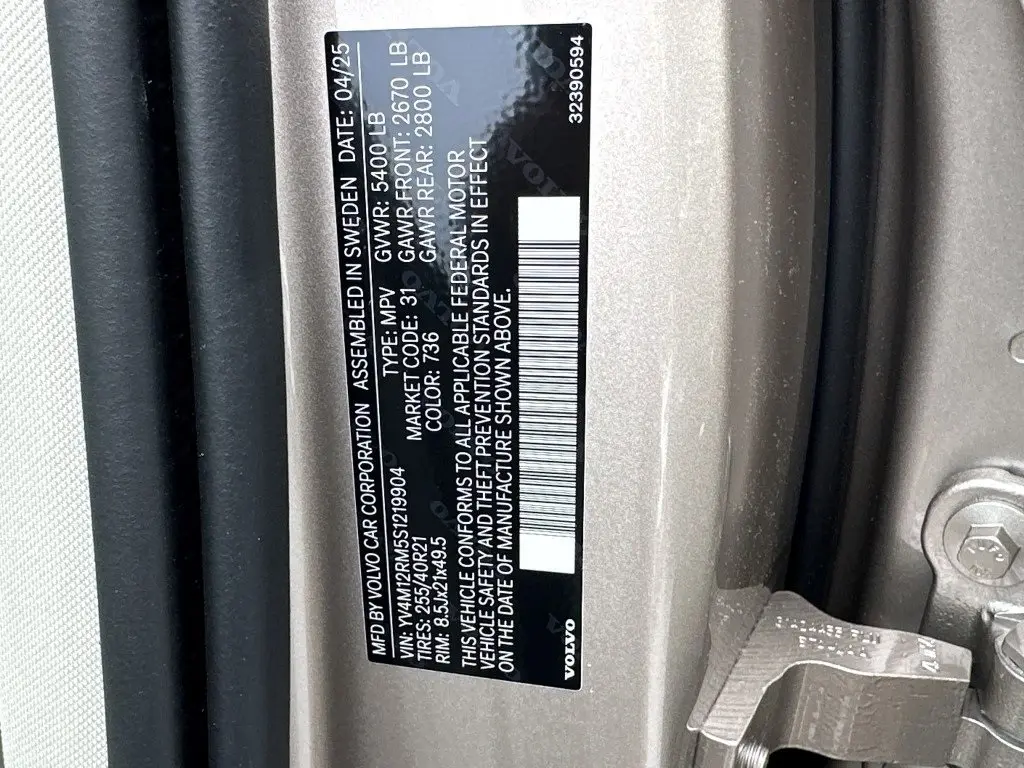 MFD BY VOLVO CAR CORPORATION ASSEMBLED IN SWEDEN DATE: 04/25
VIN: YV4M12RM5S1219904 TYPE: MPV GVWR: 5400 LB
TIRES: 255/40R21 MARKET CODE: 31 GAWR FRONT: 2670 LB
RIM: 8.5Jx21x49.5 COLOR: 736 GAWR REAR: 2800 LB
THIS VEHICLE CONFORMS TO ALL APPLICABLE FEDERAL MOTOR
VEHICLE SAFETY AND THEFT PREVENTION STANDARDS IN EFFECT
ON THE DATE OF MANUFACTURE SHOWN ABOVE.
VOLVO 32390594